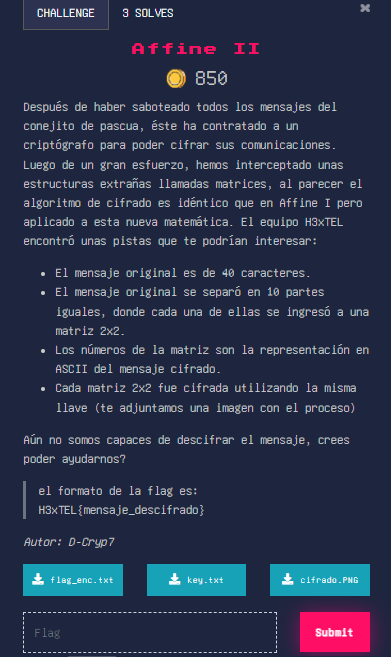 CHALLENGE 3 SOLVES
Affine II
850
Después de haber saboteado todos los mensajes del
conejito de pascua, éste ha contratado a un
criptógrafo para poder cifrar sus comunicaciones.
Luego de un gran esfuerzo, hemos interceptado unas
estructuras extrañas llamadas matrices, al parecer el
algoritmo de cifrado es idéntico que en Affine I pero
aplicado a esta nueva matemática. El equipo H3xTEL
encontró unas pistas que te podrían interesar:
• El mensaje original es de 40 caracteres.
• El mensaje original se separó en 10 partes
iguales, donde cada una de ellas se ingresó a una
matriz 2x2.
• Los números de la matriz son la representación en
ASCII del mensaje cifrado.
• Cada matriz 2x2 fue cifrada utilizando la misma
llave (te adjuntamos una imagen con el proceso)
Aún no somos capaces de descifrar el mensaje, crees
poder ayudarnos?
el formato de la flag es:
H3xTEL{mensaje_descifrado}
Autor: D-Cryp7
flag_enc.txt key.txt cifrado.PNG
Flag Submit